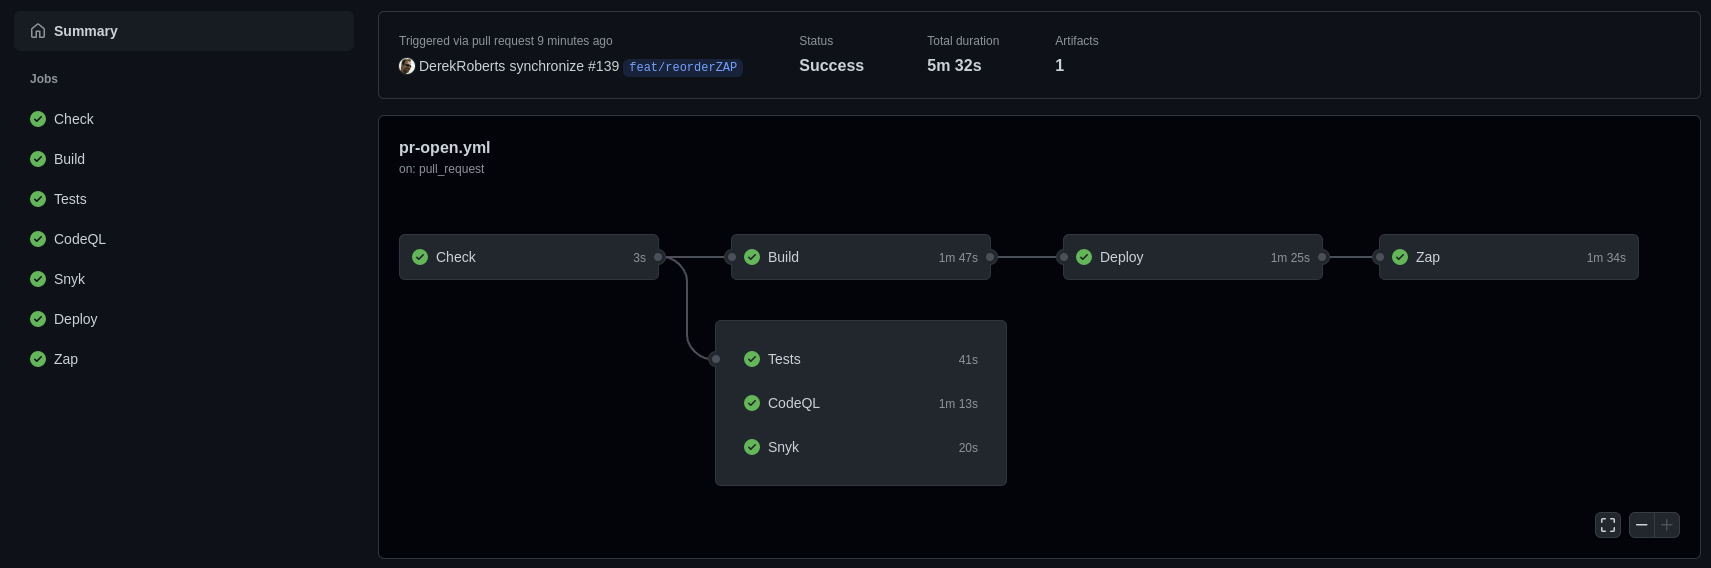 Summary
Jobs
Check
Build
Tests
CodeQL
Snyk
Deploy
Zap
Triggered via pull request 9 minutes ago
DerekRoberts synchronize #139 feat/reorderZAP
Status
Success
Total duration
5m 32s
Artifacts
1
pr-open.yml
on: pull_request
Check 3s
Build 1m 47s
Deploy 1m 25s
Zap 1m 34s
Tests 41s
CodeQL 1m 13s
Snyk 20s